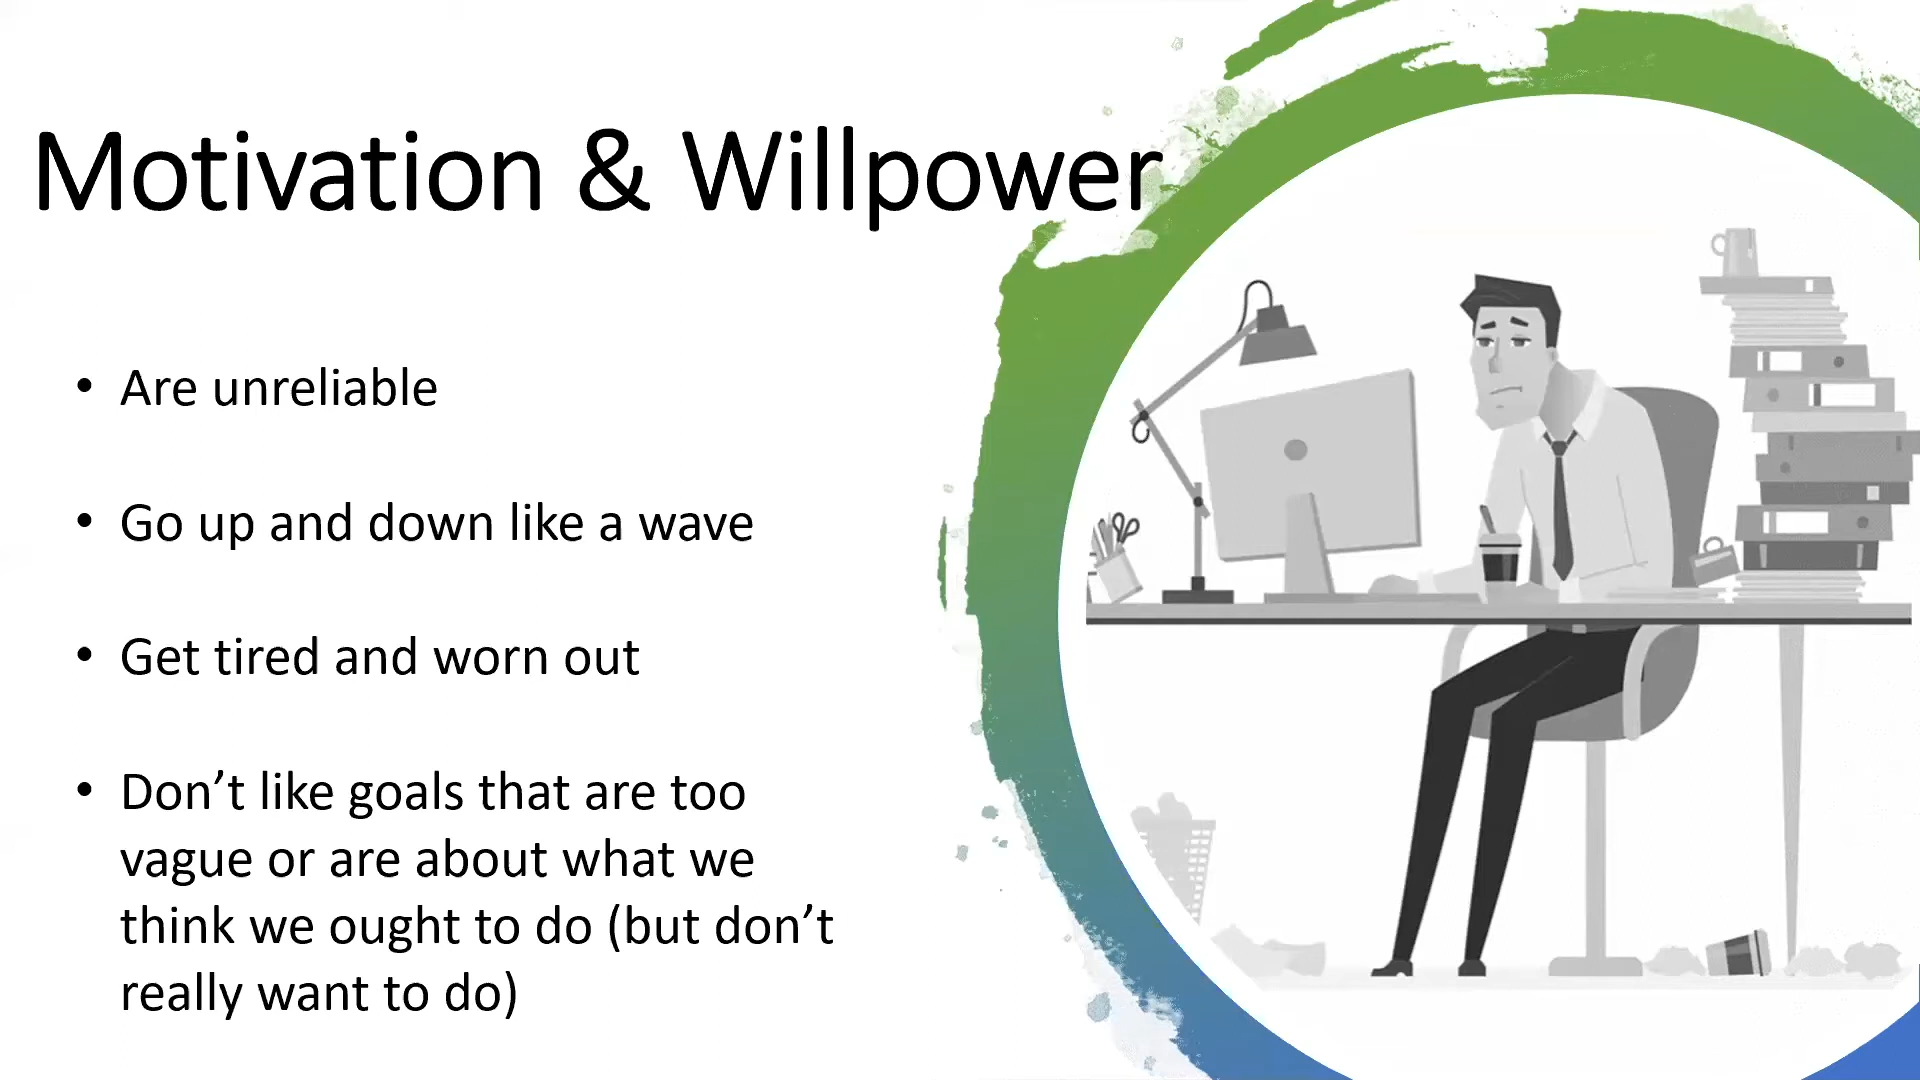 Motivation & Willpower
• Are unreliable
• Go up and down like a wave
• Get tired and worn out
• Don’t like goals that are too
vague or are about what we
think we ought to do (but don’t
really want to do)